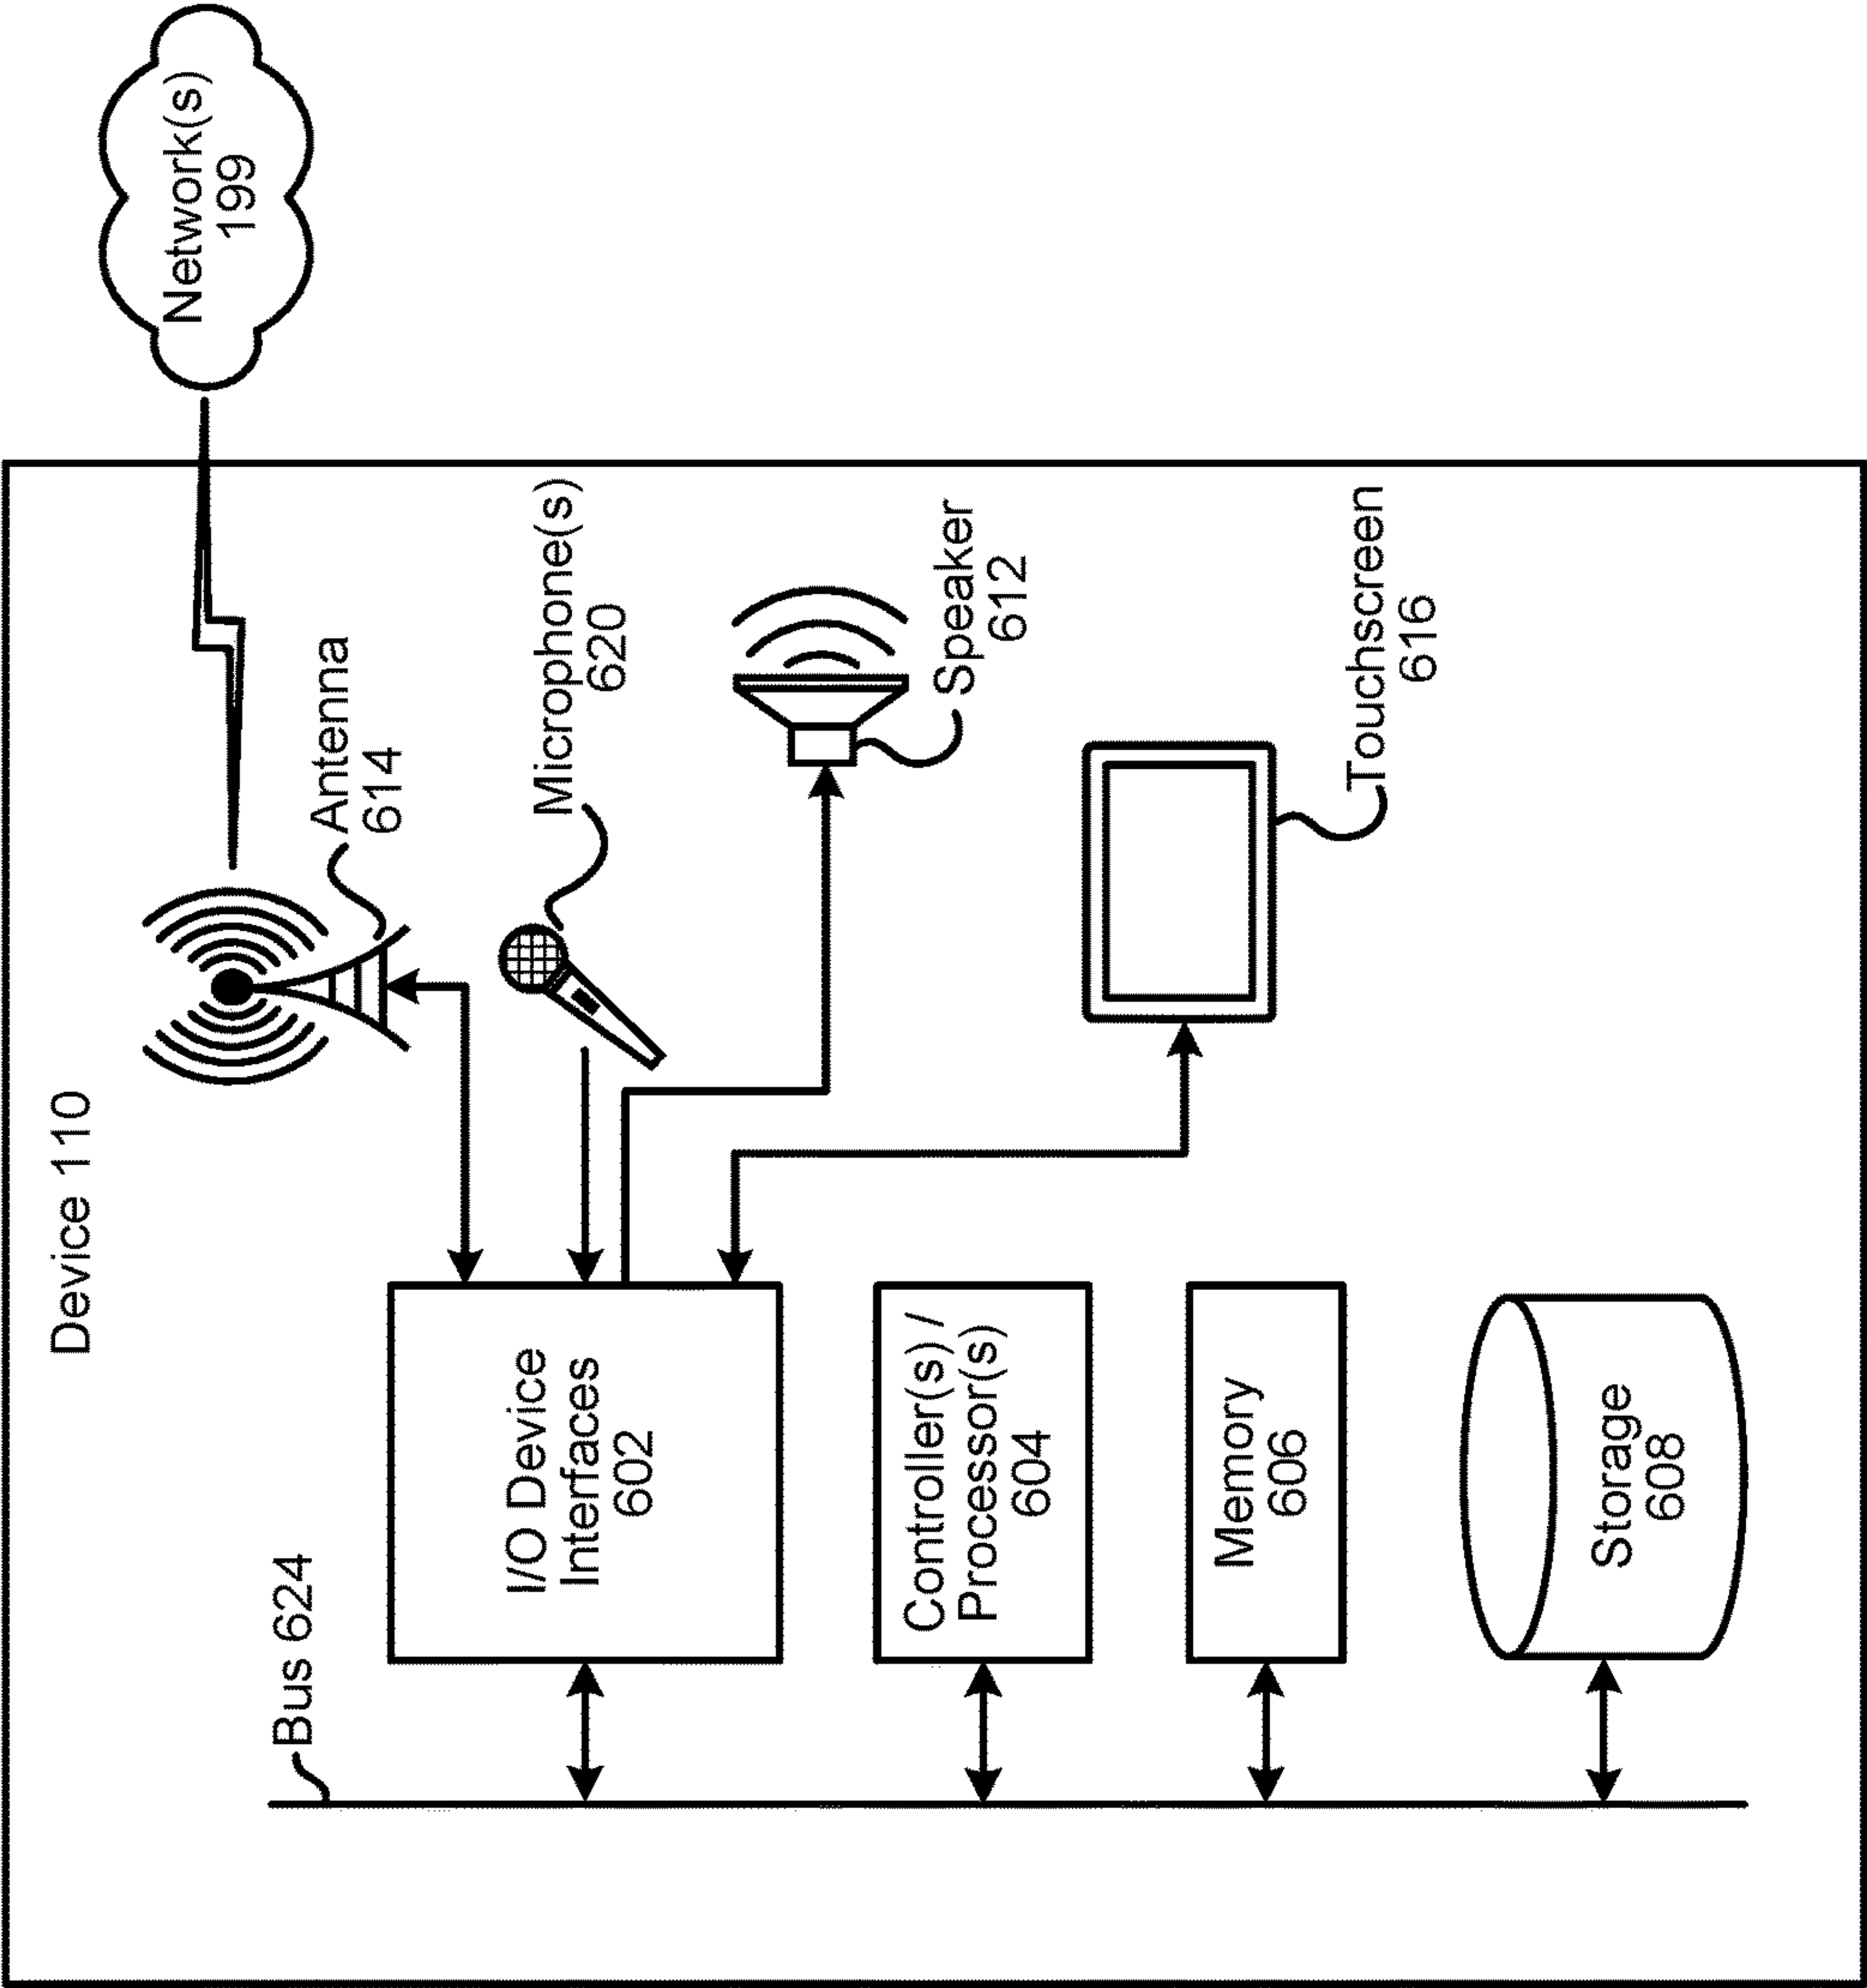 Device 110
Network(s)
199
Bus 624
Antenna
614
I/O Device
Interfaces
602
Microphone(s)
620
Speaker
612
Controller(s) /
Processor(s)
604
Memory
606
Touchscreen
616
Storage
608